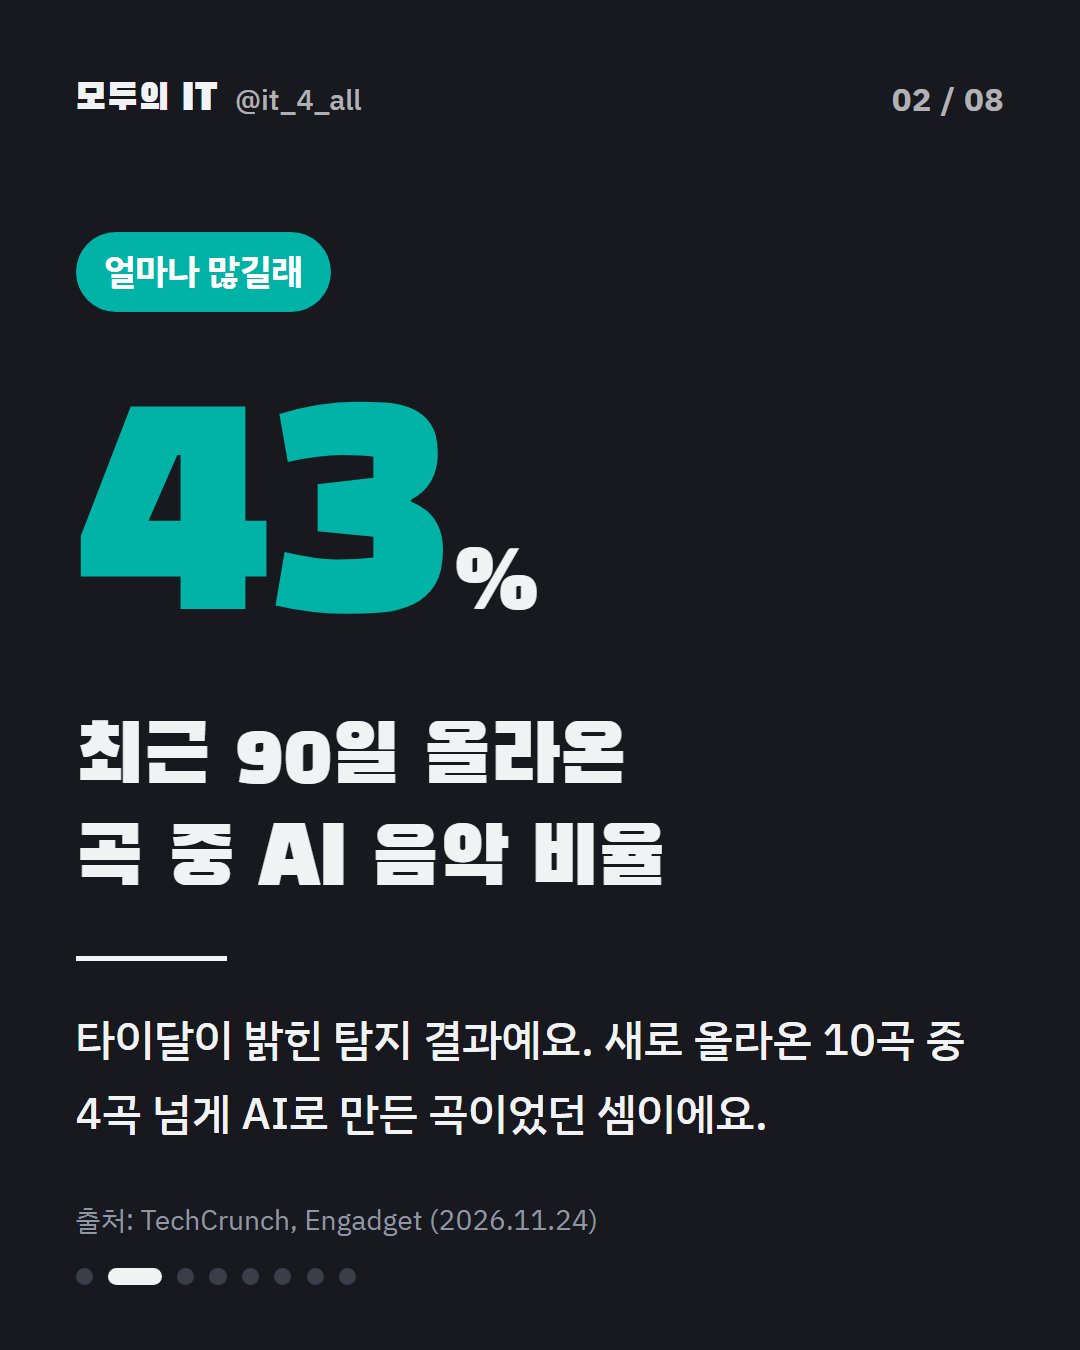 모두의 IT @it_4_all
02 / 08
얼마나 많길래
43%
최근 90일 올라온
곡 중 AI 음악 비율
타이달이 밝힌 탐지 결과예요. 새로 올라온 10곡 중
4곡 넘게 AI로 만든 곡이었던 셈이에요.
출처: TechCrunch, Engadget (2026.11.24)